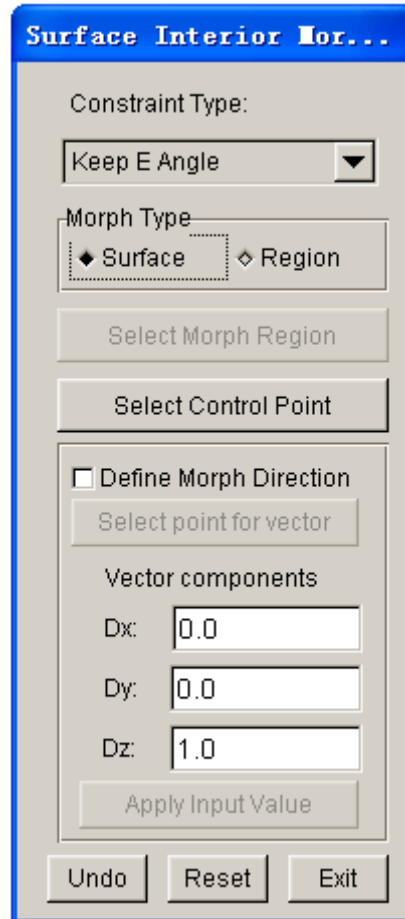 Surface Interior Mor...
Constraint Type:
Keep E Angle
Morph Type
Surface Region
Select Morph Region
Select Control Point
Define Morph Direction
Select point for vector
Vector components
Dx: 0.0
Dy: 0.0
Dz: 1.0
Apply Input Value
Undo Reset Exit